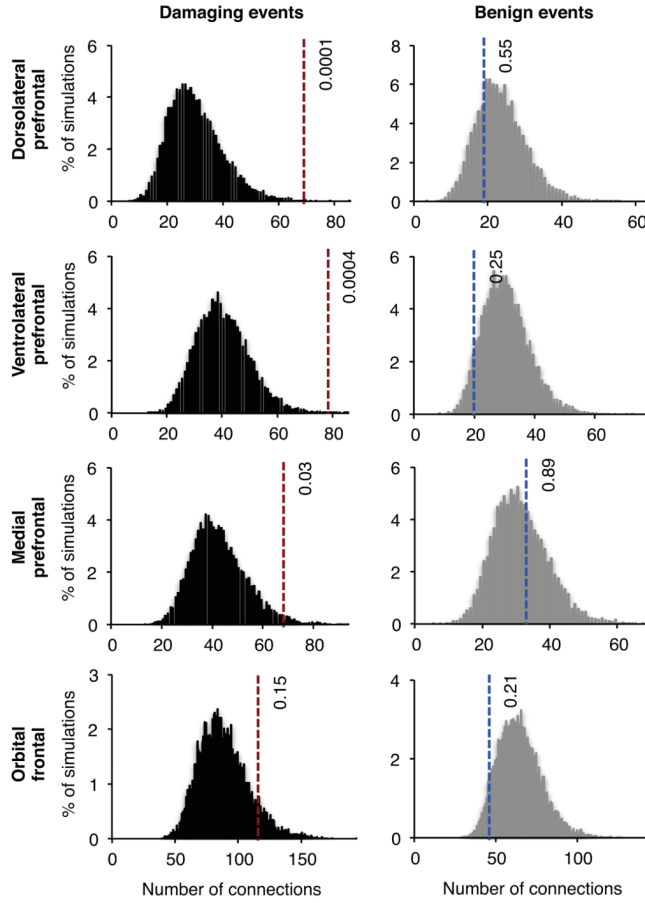 Damaging events
Benign events
Dorsolateral
prefrontal
% of simulations
6
4
2
0
0 20 40 60 80
0.0001
8
6
4
2
0
0 20 40 60
0.55
Ventrolateral
prefrontal
% of simulations
6
4
2
0
0 20 40 60 80
0.0004
6
4
2
0
0 20 40 60
0.25
Medial
prefrontal
% of simulations
6
4
2
0
0 20 40 60 80
0.03
6
4
2
0
0 20 40 60
0.89
Orbital
frontal
% of simulations
3
2
1
0
0 50 100 150
0.15
4
2
0
0 50 100
0.21
Number of connections
Number of connections